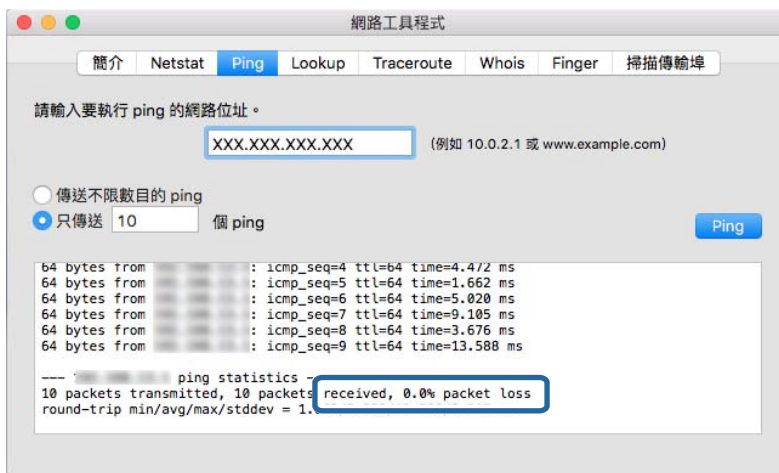 網路工具程式
簡介 Netstat Ping Lookup Traceroute Whois Finger 掃描傳輸埠
請輸入要執行 ping 的網路位址。
XXX.XXX.XXX.XXX (例如 10.0.2.1 或 www.example.com)
傳送不限數目的 ping
只傳送 10 個 ping
Ping
64 bytes from : icmp_seq=4 ttl=64 time=4.472 ms
64 bytes from : icmp_seq=5 ttl=64 time=1.662 ms
64 bytes from : icmp_seq=6 ttl=64 time=5.020 ms
64 bytes from : icmp_seq=7 ttl=64 time=9.105 ms
64 bytes from : icmp_seq=8 ttl=64 time=3.676 ms
64 bytes from : icmp_seq=9 ttl=64 time=13.588 ms
--- ping statistics -
10 packets transmitted, 10 packets received, 0.0% packet loss
round-trip min/avg/max/stddev = 1.